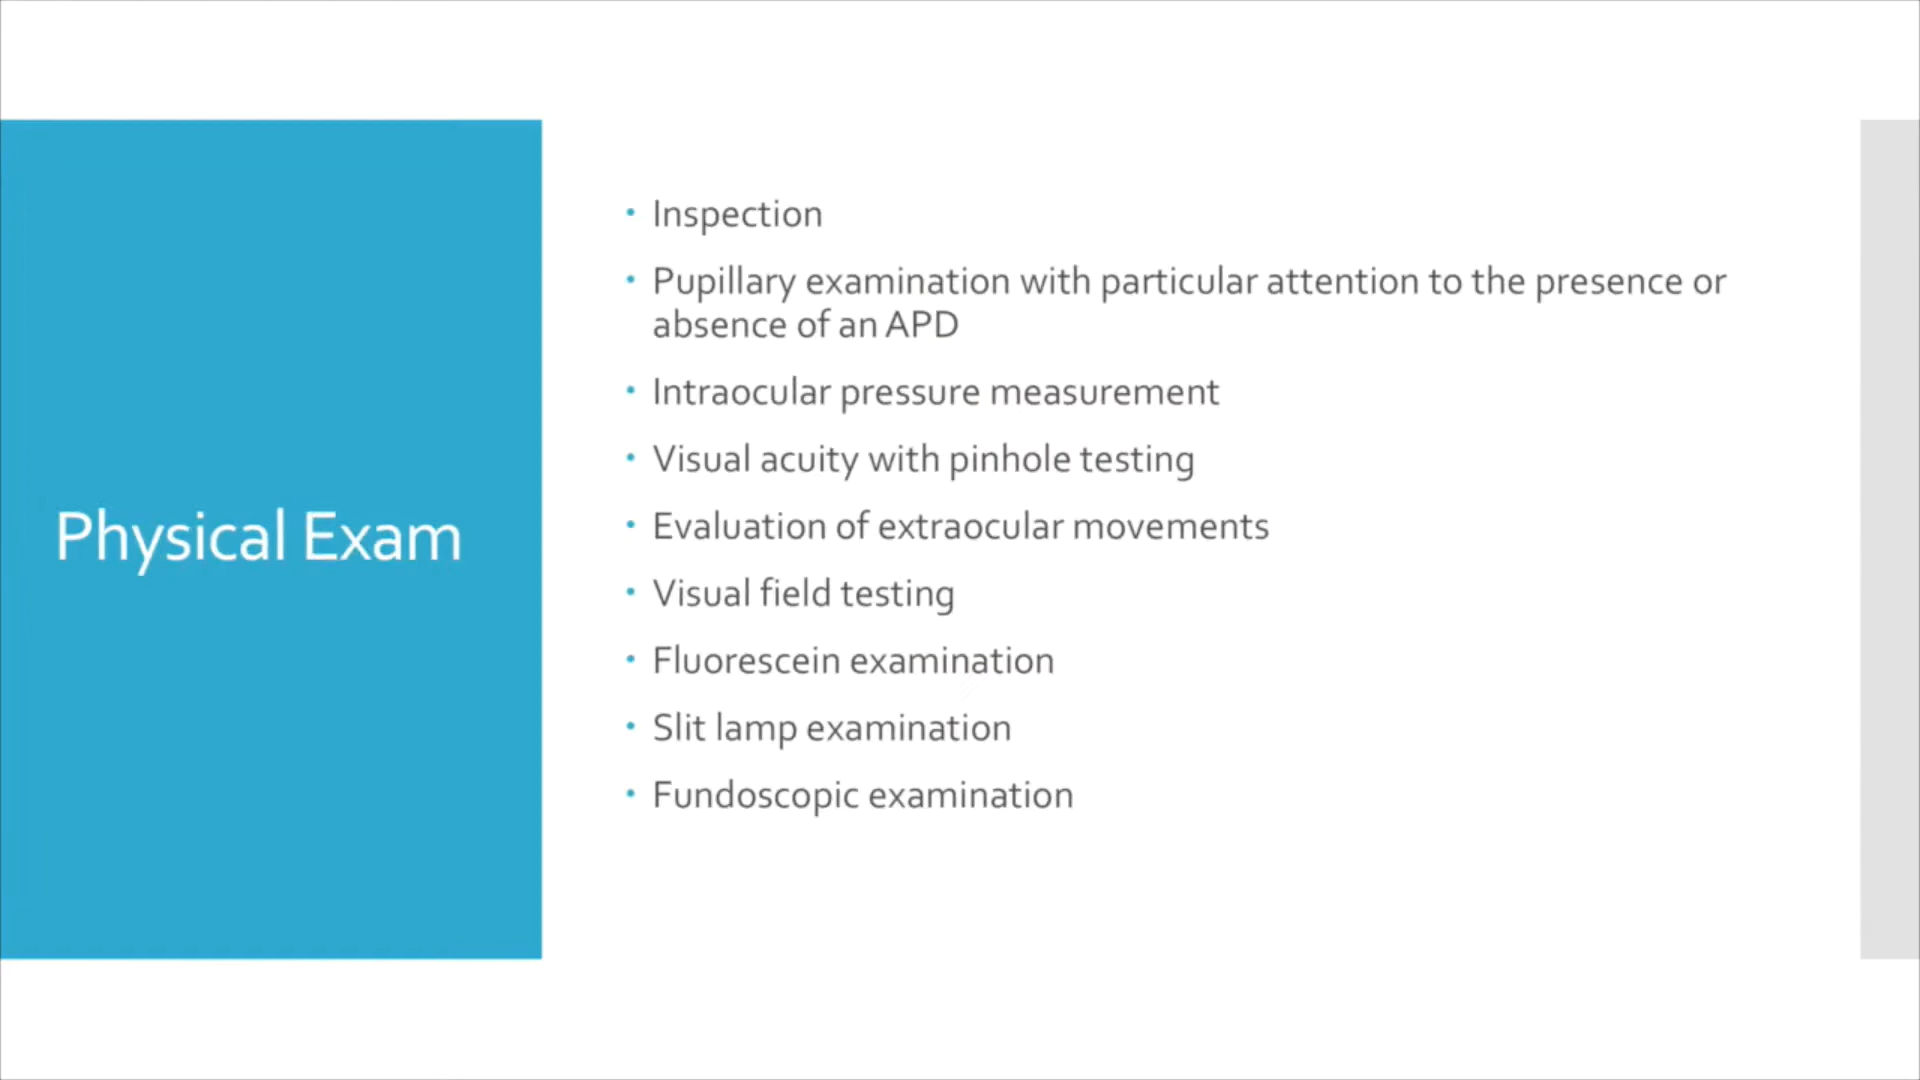 Physical Exam
• Inspection
• Pupillary examination with particular attention to the presence or
absence of an APD
• Intraocular pressure measurement
• Visual acuity with pinhole testing
• Evaluation of extraocular movements
• Visual field testing
• Fluorescein examination
• Slit lamp examination
• Fundoscopic examination